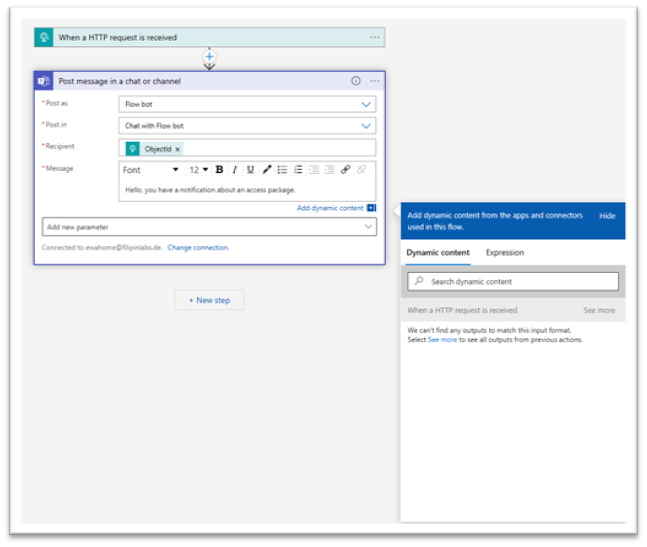 When a HTTP request is received
Post message in a chat or channel
*Post as
Flow bot
*Post in
Chat with Flow bot
*Recipient
ObjectId ×
*Message
Font 12 B I U
Hello, you have a notification about an access package.
Add dynamic content
Add new parameter
Connected to ewahome@filipinlabs.de. Change connection.
+ New step
Add dynamic content from the apps and connectors
used in this flow.
Hide
Dynamic content Expression
Search dynamic content
When a HTTP request is received See more
We can't find any outputs to match this input format.
Select See more to see all outputs from previous actions.